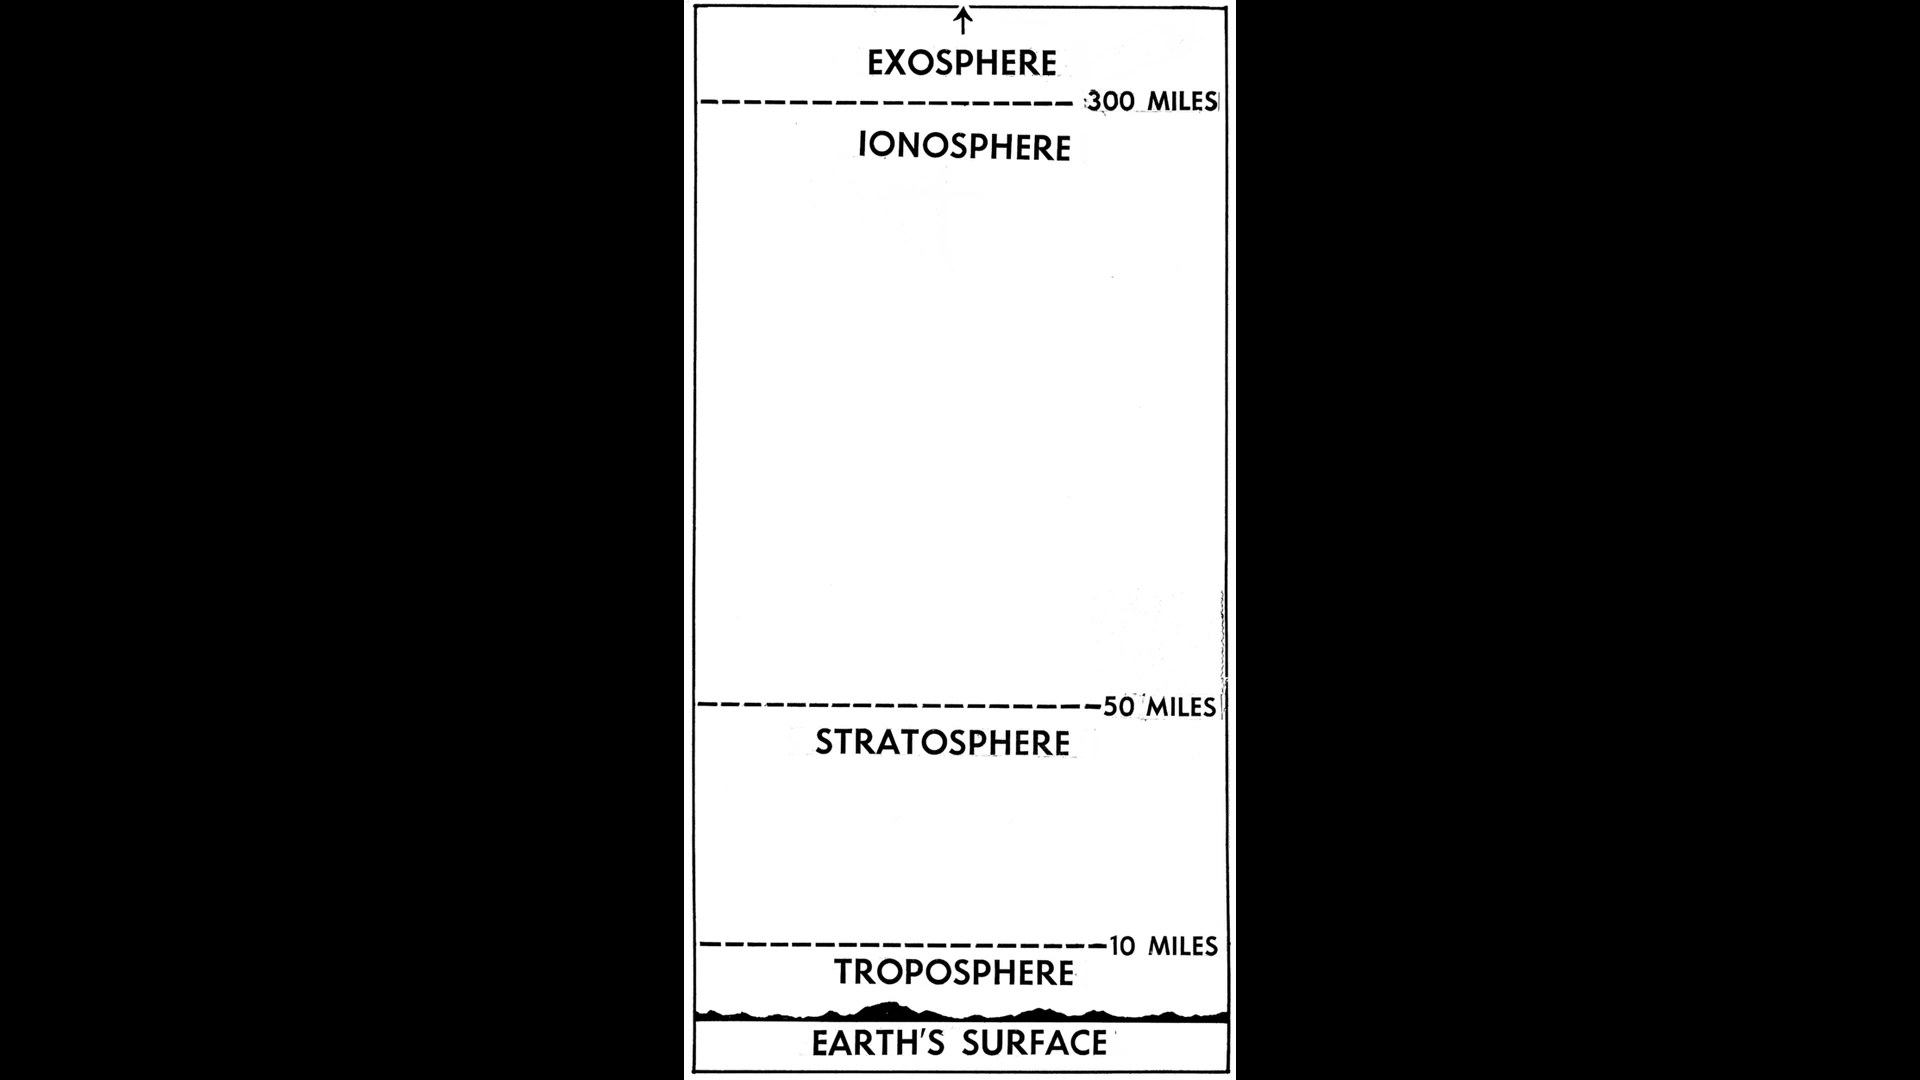 EXOSPHERE
300 MILES
IONOSPHERE
50 MILES
STRATOSPHERE
10 MILES
TROPOSPHERE
EARTH'S SURFACE